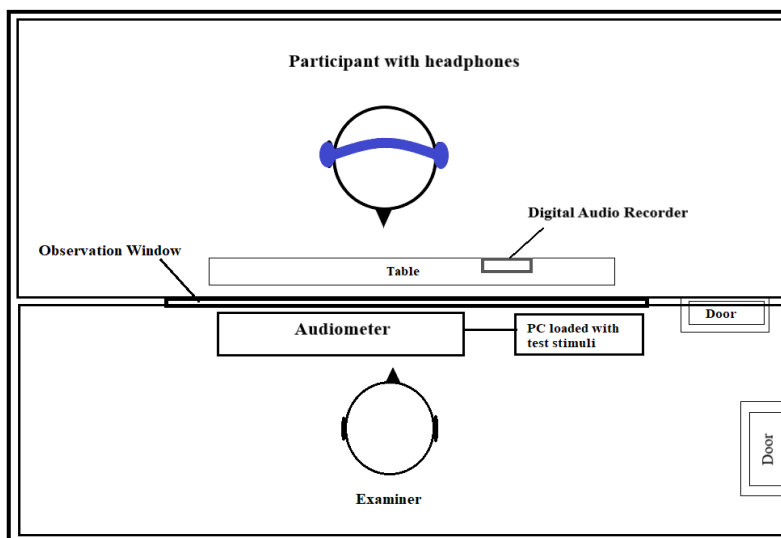 Participant with headphones
Digital Audio Recorder
Observation Window
Table
Audiometer
PC loaded with
test stimuli
Door
Door
Examiner